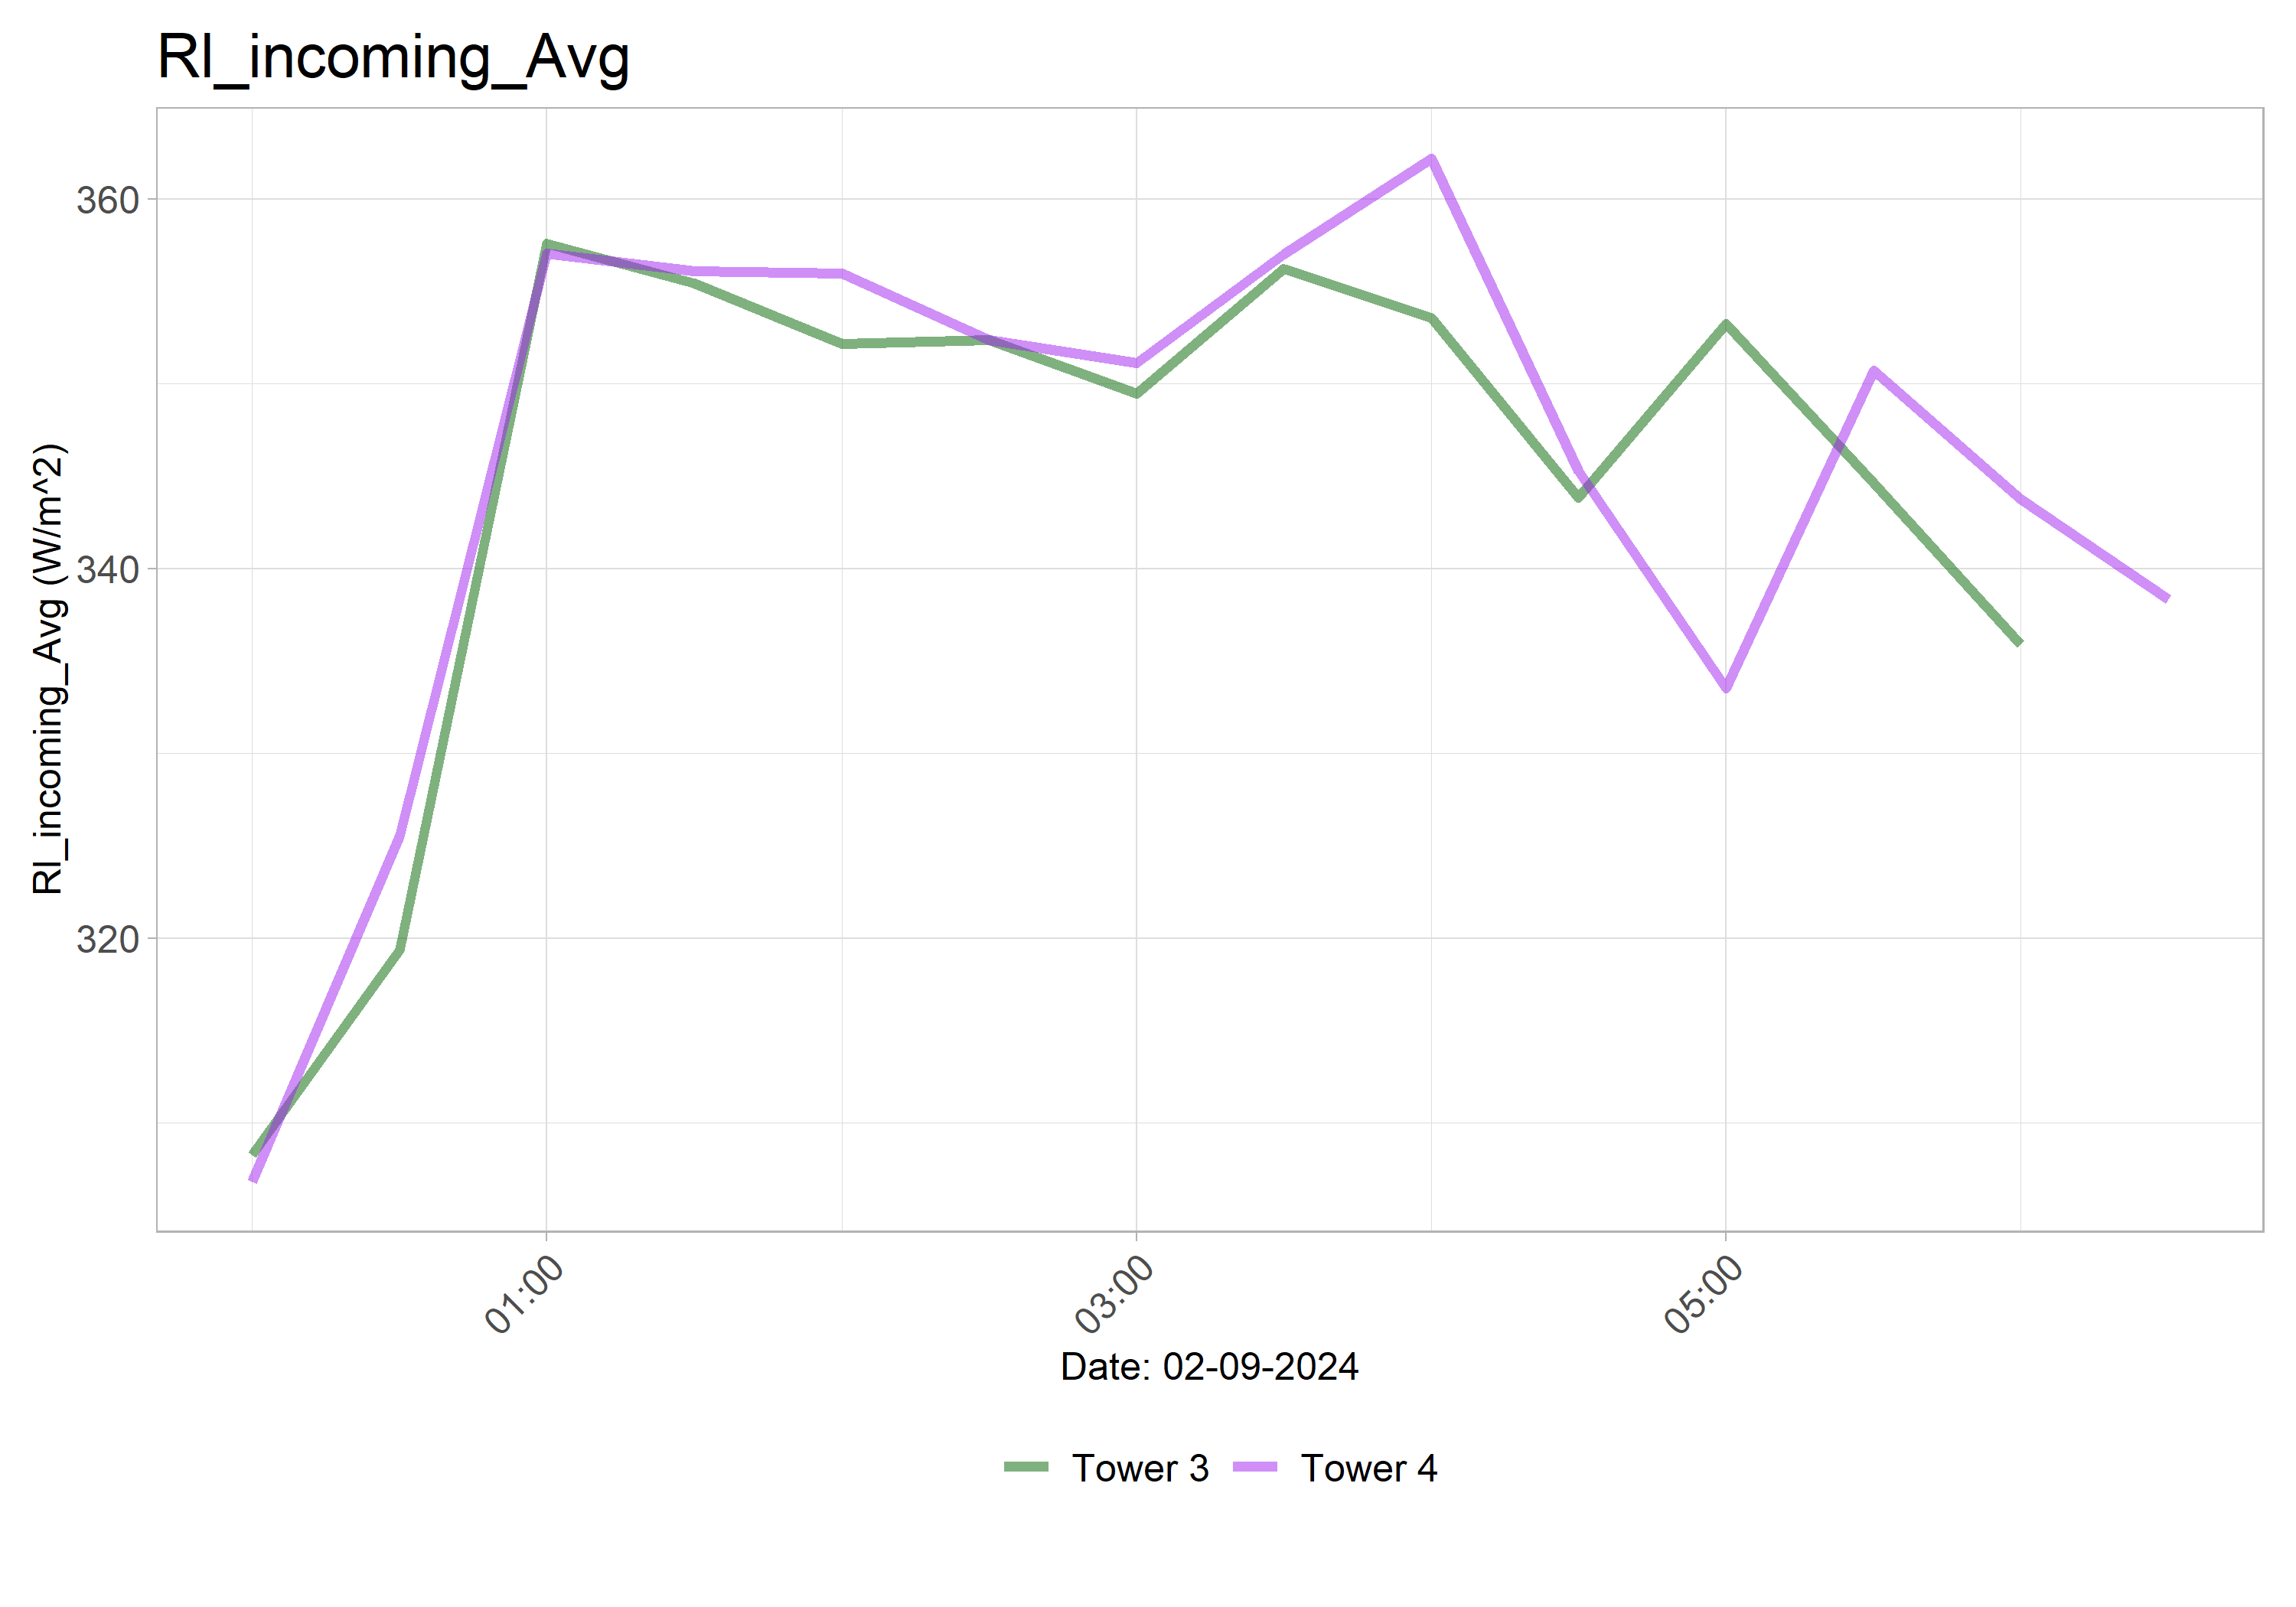 Rl_incoming_Avg
Rl_incoming_Avg (W/m^2)
360
340
320
01:00
03:00
05:00
Date: 02-09-2024
Tower 3
Tower 4